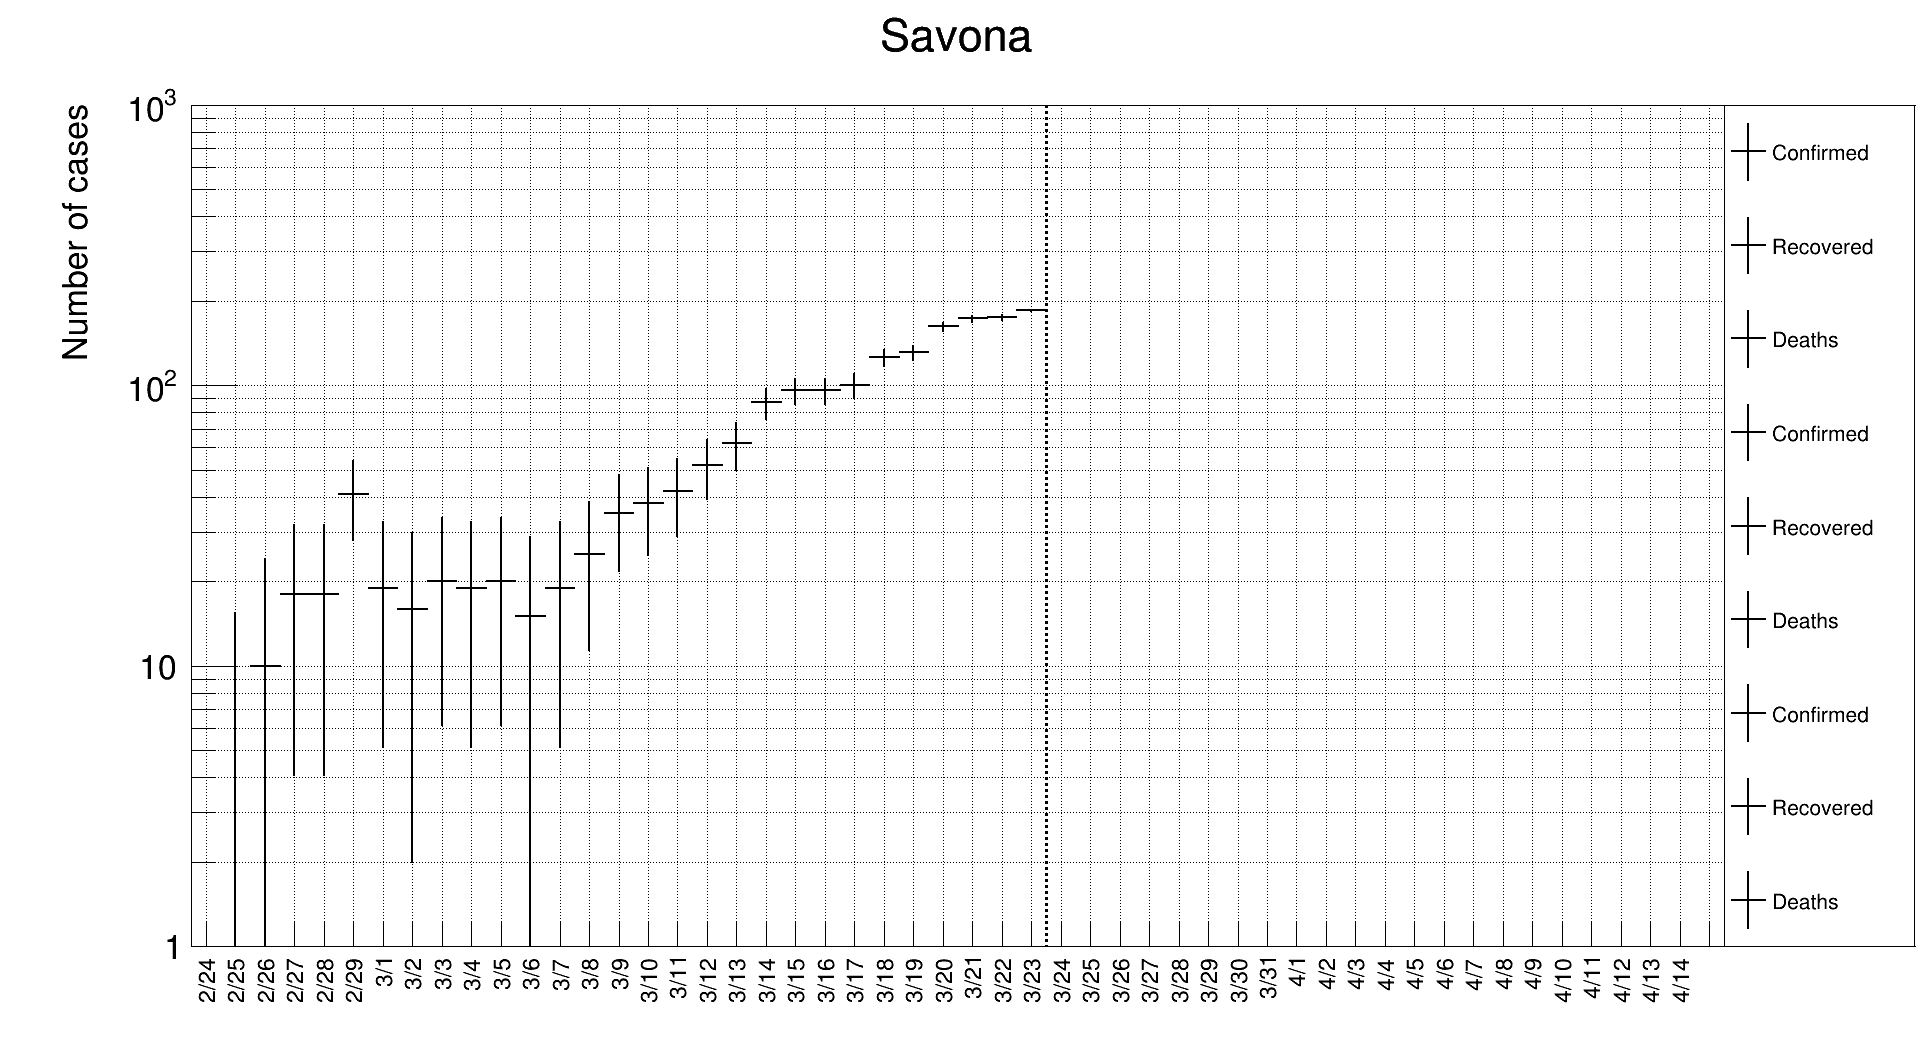 Savona
Number of cases
10³
10²
10
1
2/24 2/25 2/26 2/27 2/28 2/29 3/1 3/2 3/3 3/4 3/5 3/6 3/7 3/8 3/9 3/10 3/11 3/12 3/13 3/14 3/15 3/16 3/17 3/18 3/19 3/20 3/21 3/22 3/23 3/24 3/25 3/26 3/27 3/28 3/29 3/30 3/31 4/1 4/2 4/3 4/4 4/5 4/6 4/7 4/8 4/9 4/10 4/11 4/12 4/13 4/14
Confirmed
Recovered
Deaths
Confirmed
Recovered
Deaths
Confirmed
Recovered
Deaths